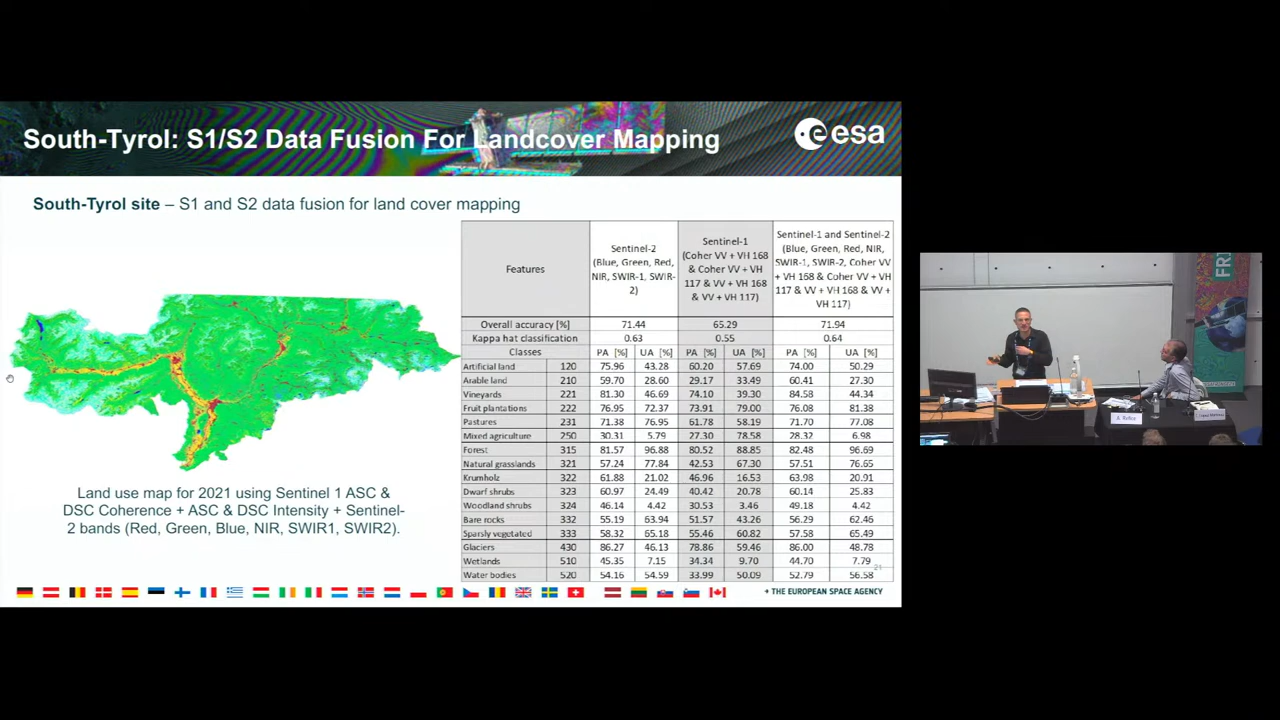 South-Tyrol: S1/S2 Data Fusion For Landcover Mapping
esa
South-Tyrol site – S1 and S2 data fusion for land cover mapping
Land use map for 2021 using Sentinel 1 ASC &
DSC Coherence + ASC & DSC Intensity + Sentinel-
2 bands (Red, Green, Blue, NIR, SWIR1, SWIR2).
Features
Sentinel-2
(Blue, Green, Red,
NIR, SWIR-1, SWIR-
2)
Sentinel-1
(Coher VV + VH 168
& Coher VV + VH
117 & VV + VH 168
& VV + VH 117)
Sentinel-1 and Sentinel-2
(Blue, Green, Red, NIR,
SWIR-1, SWIR-2, Coher VV
+ VH 168 & Coher VV + VH
117 & VV + VH 168 & VV +
VH 117)
Overall accuracy [%] 71.44 65.29 71.94
Kappa hat classification 0.63 0.55 0.64
Classes PA [%] UA [%] PA [%] UA [%] PA [%] UA [%]
Artificial land 120 75.96 43.28 60.20 57.69 74.00 50.29
Arable land 210 59.70 28.60 29.17 33.49 60.41 27.30
Vineyards 221 81.30 46.69 74.10 39.30 84.58 44.34
Fruit plantations 222 76.95 72.37 73.91 79.00 76.08 81.38
Pastures 231 71.38 76.95 61.78 58.19 71.70 77.08
Mixed agriculture 250 30.31 5.79 27.30 78.58 28.32 6.98
Forest 315 81.57 96.88 80.52 88.85 82.48 96.69
Natural grasslands 321 57.24 77.84 42.53 67.30 57.51 76.65
Krumholz 322 61.88 21.02 46.96 16.53 63.98 20.91
Dwarf shrubs 323 60.97 24.49 40.42 20.78 60.14 25.83
Woodland shrubs 324 46.14 4.42 30.53 3.46 49.18 4.42
Bare rocks 332 55.19 63.94 51.57 43.26 56.29 62.46
Sparsly vegetated 333 58.32 65.18 55.46 60.82 57.58 65.49
Glaciers 430 86.27 46.13 78.86 59.46 86.00 48.78
Wetlands 510 45.35 7.15 34.34 9.70 44.70 7.79
Water bodies 520 54.16 54.59 33.99 50.09 52.79 56.58
21
→ THE EUROPEAN SPACE AGENCY
FRI